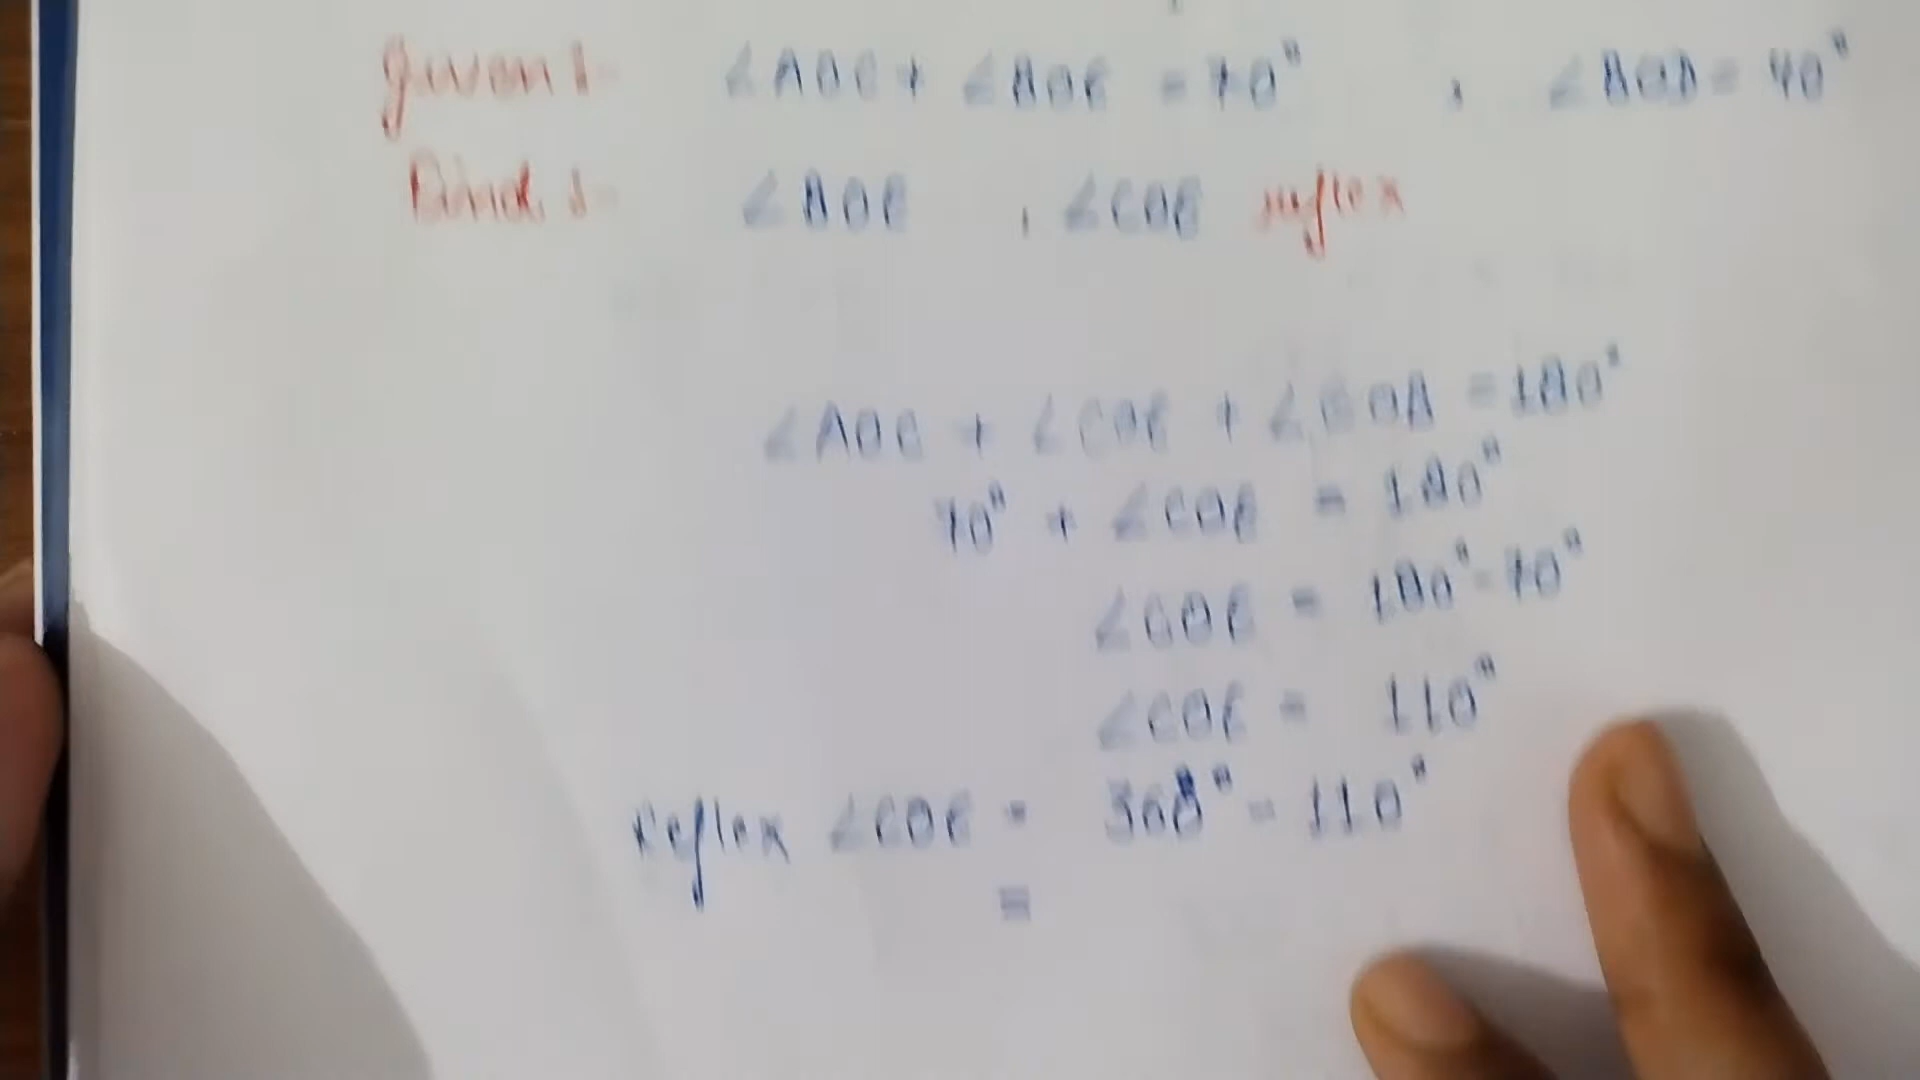 given :- ∠AOC + ∠BOE = 70° , ∠BOD = 40°
Find :- ∠BOE , ∠COE reflex
∠AOC + ∠COE + ∠EOB = 180°
70° + ∠COE = 180°
∠COE = 180° - 70°
∠COE = 110°
Reflex ∠COE = 360° - 110°
=